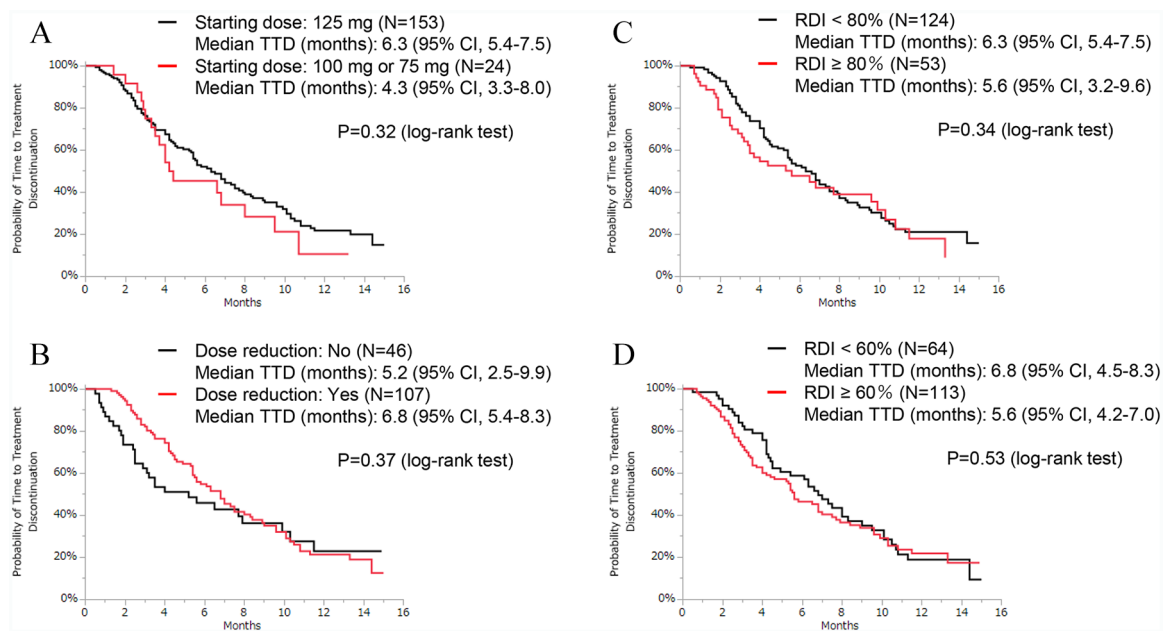 A
Starting dose: 125 mg (N=153)
Median TTD (months): 6.3 (95% CI, 5.4-7.5)
Starting dose: 100 mg or 75 mg (N=24)
Median TTD (months): 4.3 (95% CI, 3.3-8.0)
P=0.32 (log-rank test)
Probability of Time to Treatment
Discontinuation
100%
80%
60%
40%
20%
0%
0 2 4 6 8 10 12 14 16
Months
C
RDI < 80% (N=124)
Median TTD (months): 6.3 (95% CI, 5.4-7.5)
RDI ≥ 80% (N=53)
Median TTD (months): 5.6 (95% CI, 3.2-9.6)
P=0.34 (log-rank test)
Probability of Time to Treatment
Discontinuation
100%
80%
60%
40%
20%
0%
0 2 4 6 8 10 12 14 16
Months
B
Dose reduction: No (N=46)
Median TTD (months): 5.2 (95% CI, 2.5-9.9)
Dose reduction: Yes (N=107)
Median TTD (months): 6.8 (95% CI, 5.4-8.3)
P=0.37 (log-rank test)
Probability of Time to Treatment
Discontinuation
100%
80%
60%
40%
20%
0%
0 2 4 6 8 10 12 14 16
Months
D
RDI < 60% (N=64)
Median TTD (months): 6.8 (95% CI, 4.5-8.3)
RDI ≥ 60% (N=113)
Median TTD (months): 5.6 (95% CI, 4.2-7.0)
P=0.53 (log-rank test)
Probability of Time to Treatment
Discontinuation
100%
80%
60%
40%
20%
0%
0 2 4 6 8 10 12 14 16
Months